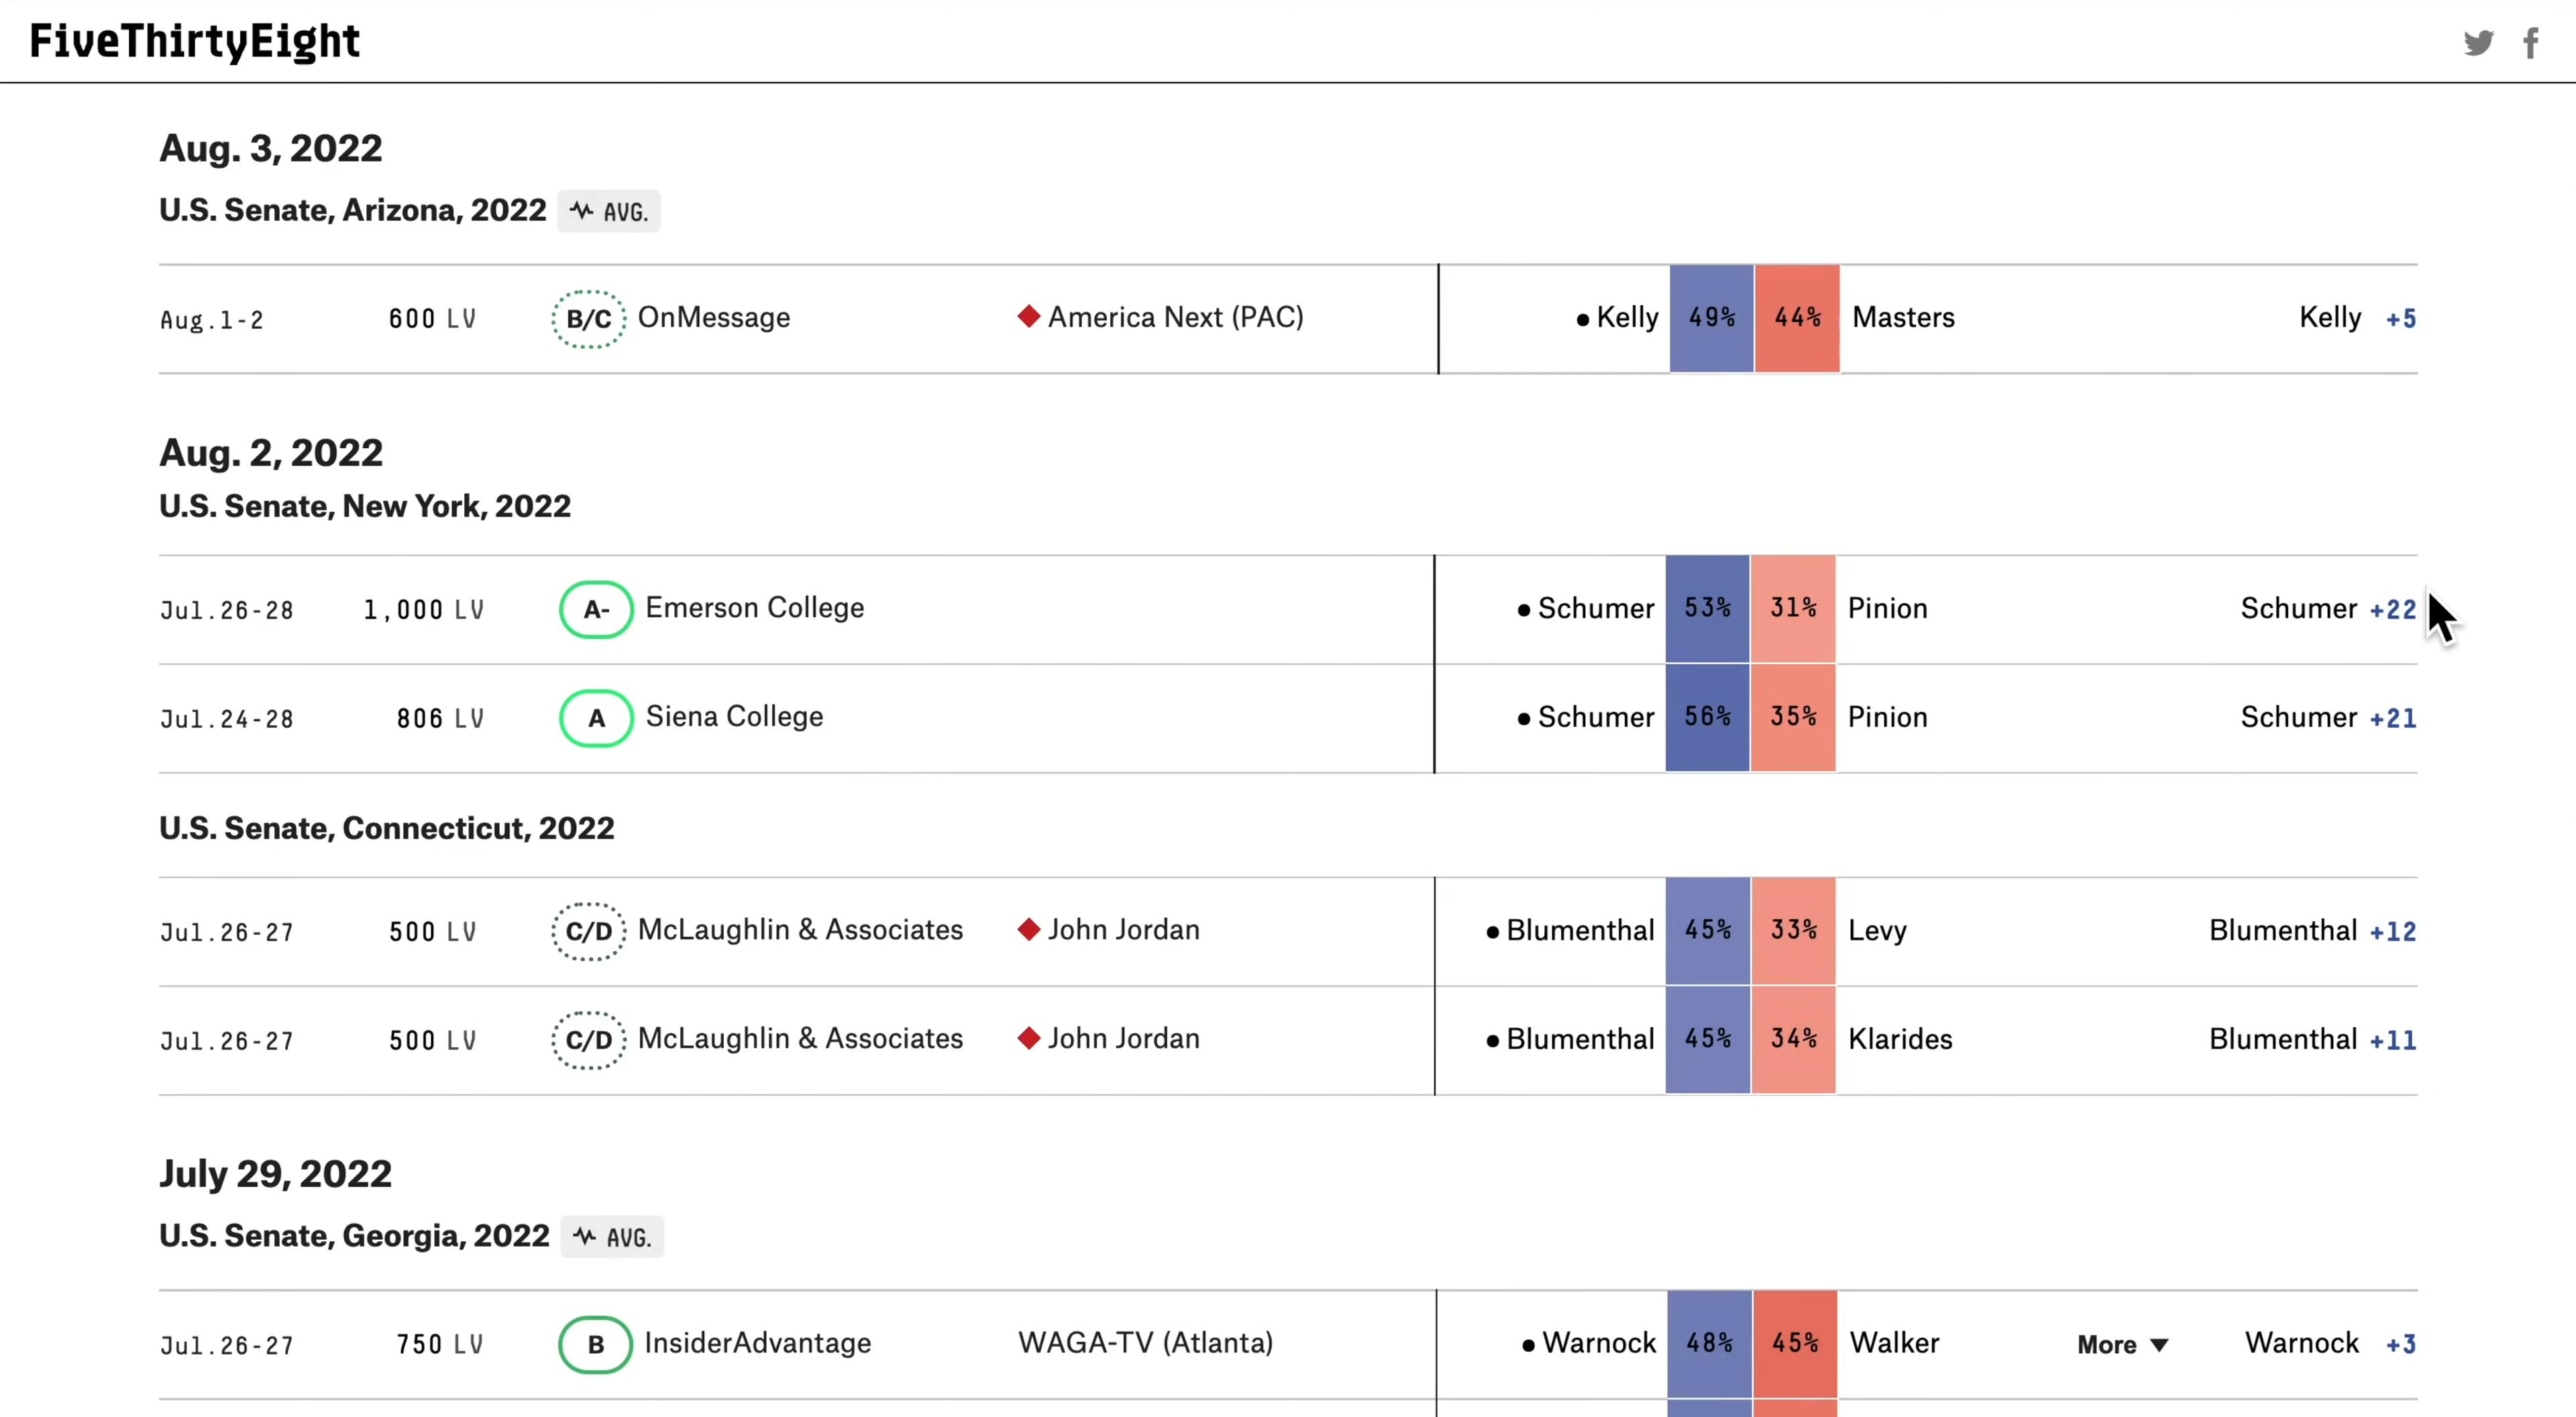 FiveThirtyEight
Aug. 3, 2022
U.S. Senate, Arizona, 2022 AVG.
Aug.1-2 600 LV B/C OnMessage America Next (PAC) Kelly 49% 44% Masters Kelly +5
Aug. 2, 2022
U.S. Senate, New York, 2022
Jul.26-28 1,000 LV A- Emerson College Schumer 53% 31% Pinion Schumer +22
Jul.24-28 806 LV A Siena College Schumer 56% 35% Pinion Schumer +21
U.S. Senate, Connecticut, 2022
Jul.26-27 500 LV C/D McLaughlin & Associates John Jordan Blumenthal 45% 33% Levy Blumenthal +12
Jul.26-27 500 LV C/D McLaughlin & Associates John Jordan Blumenthal 45% 34% Klarides Blumenthal +11
July 29, 2022
U.S. Senate, Georgia, 2022 AVG.
Jul.26-27 750 LV B InsiderAdvantage WAGA-TV (Atlanta) Warnock 48% 45% Walker More Warnock +3